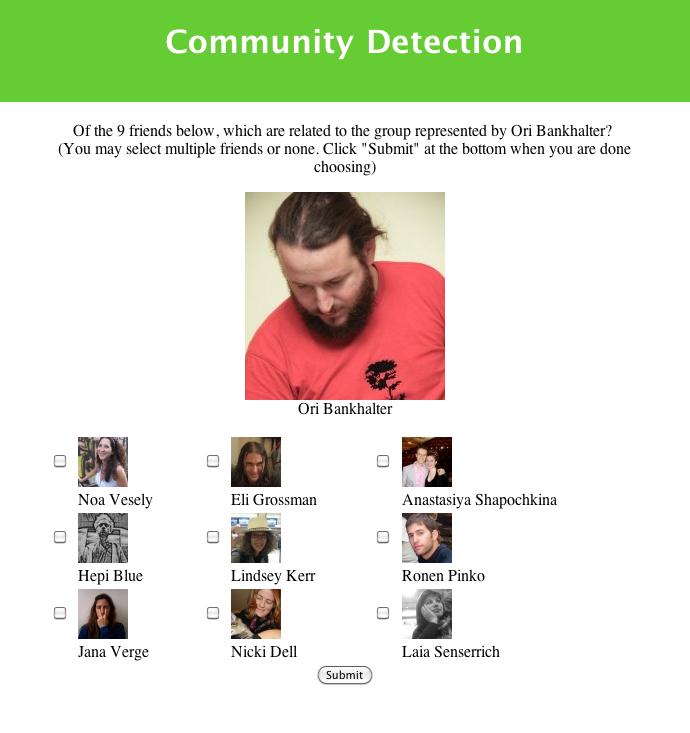 Community Detection
Of the 9 friends below, which are related to the group represented by Ori Bankhalter?
(You may select multiple friends or none. Click "Submit" at the bottom when you are done
choosing)
Ori Bankhalter
Noa Vesely
Eli Grossman
Anastasiya Shapochkina
Hepi Blue
Lindsey Kerr
Ronen Pinko
Jana Verge
Nicki Dell
Laia Senserrich
Submit